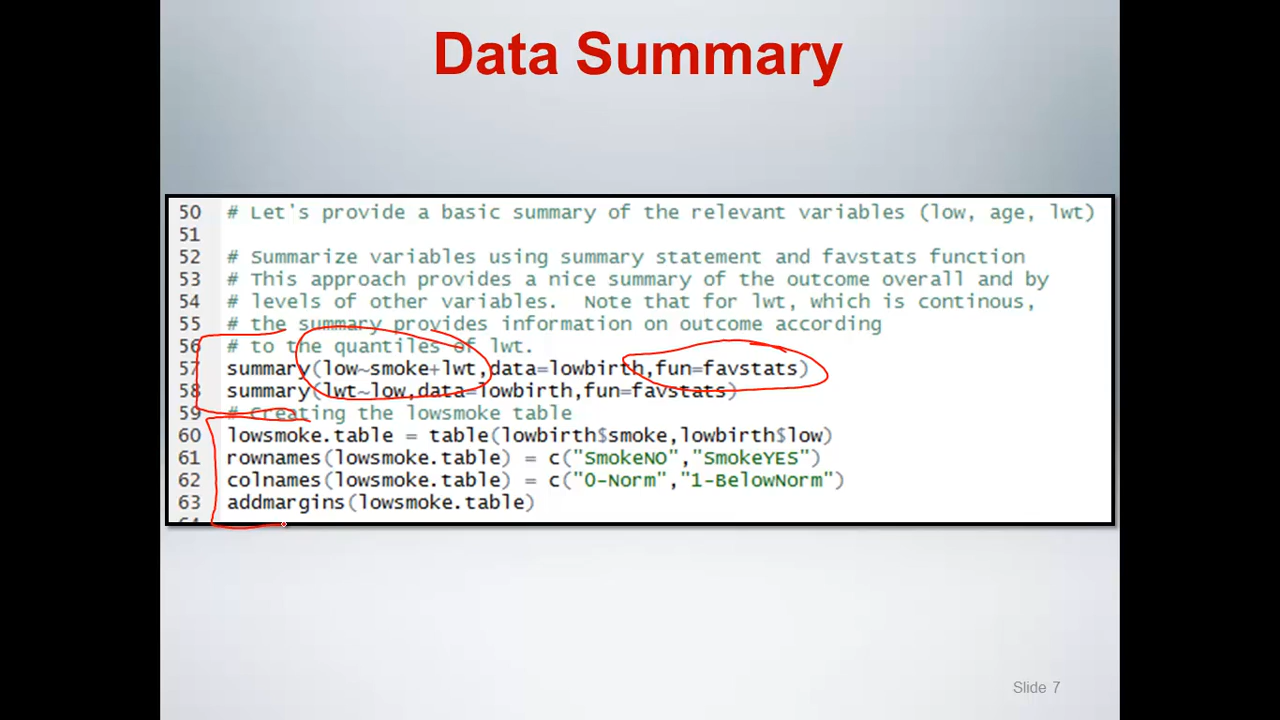 Data Summary
50 # Let's provide a basic summary of the relevant variables (low, age, lwt)
51
52 # Summarize variables using summary statement and favstats function
53 # This approach provides a nice summary of the outcome overall and by
54 # levels of other variables.  Note that for lwt, which is continous,
55 # the summary provides information on outcome according
56 # to the quantiles of lwt.
57 summary(low~smoke+lwt,data=lowbirth,fun=favstats)
58 summary(lwt~low,data=lowbirth,fun=favstats)
59 # Creating the lowsmoke table
60 lowsmoke.table = table(lowbirth$smoke,lowbirth$low)
61 rownames(lowsmoke.table) = c("SmokeNO","SmokeYES")
62 colnames(lowsmoke.table) = c("0-Norm","1-BelowNorm")
63 addmargins(lowsmoke.table)
64
Slide 7